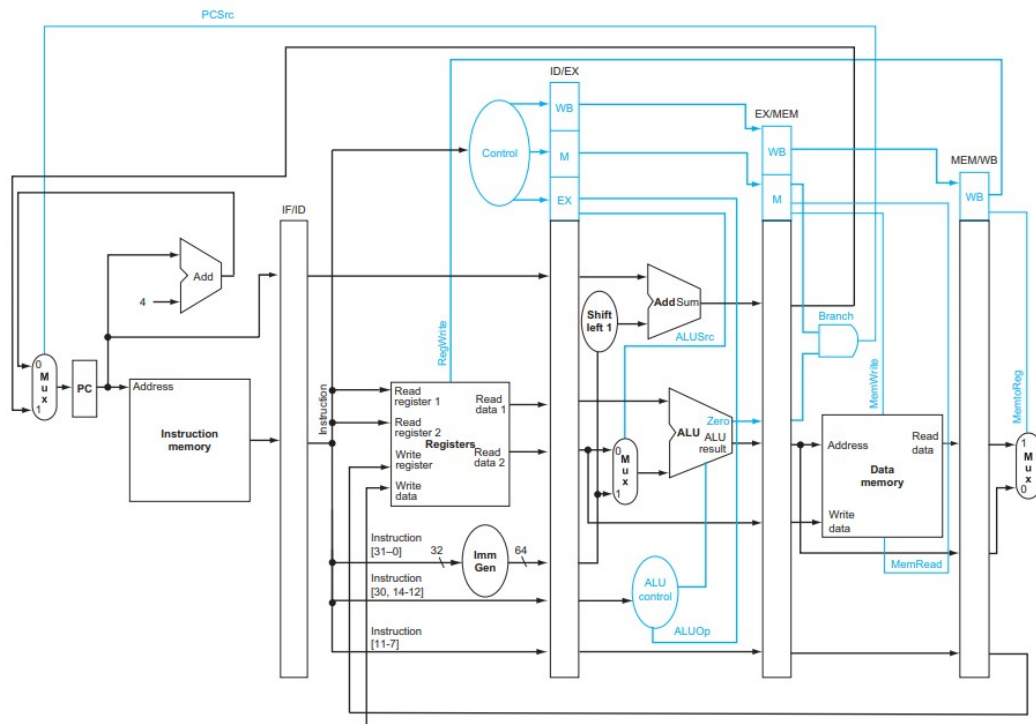 PCSrc
ID/EX
WB
EX/MEM
Control
M
WB
MEM/WB
EX
M
WB
IF/ID
Add
4
Add Sum
Shift
left 1
Branch
ALUSrc
RegWrite
MemWrite
MemtoReg
0
M
u
x
1
PC
Address
Instruction
memory
Instruction
Read
register 1
Read
data 1
Read
register 2
Registers
Write
register
Read
data 2
Write
data
0
M
u
x
1
Zero
ALU
ALU
result
Address
Read
data
Data
memory
Write
data
1
M
u
x
0
MemRead
Instruction
[31–0]
32
Imm
Gen
64
Instruction
[30, 14-12]
ALU
control
ALUOp
Instruction
[11-7]